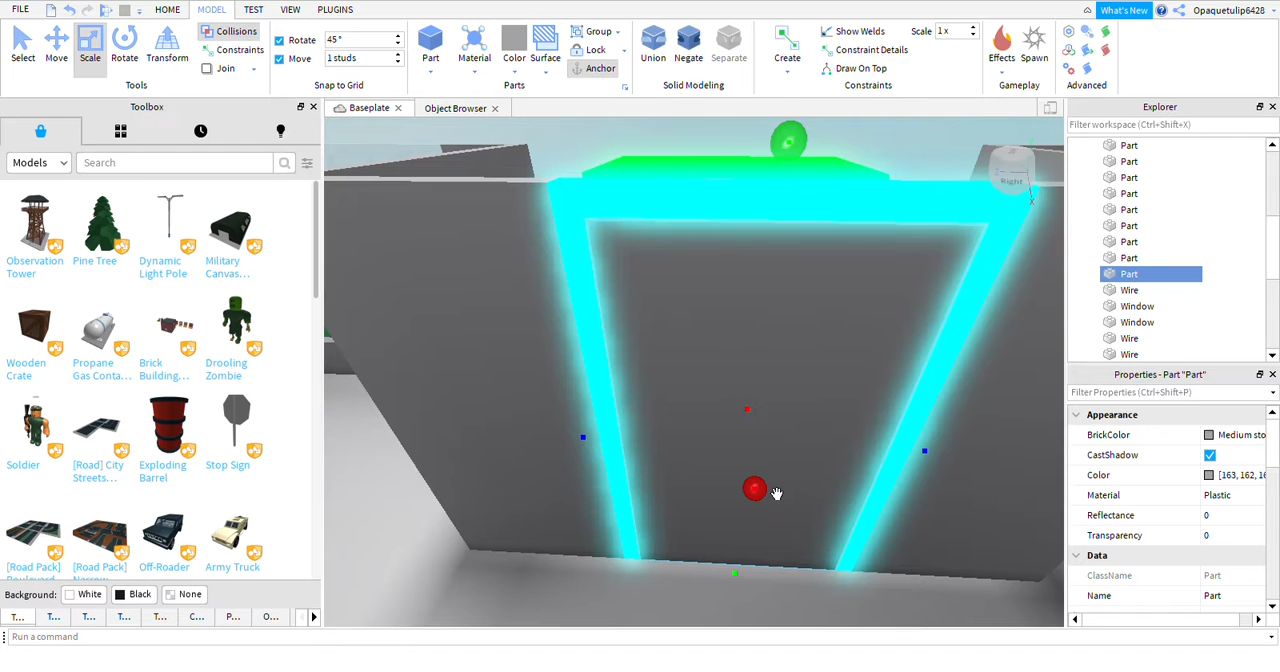 FILE HOME MODEL TEST VIEW PLUGINS What's New Opaquetulip6428
Select Move Scale Rotate Transform
Collisions
Constraints
Join
Tools
Rotate 45°
Move 1 studs
Snap to Grid
Part Material Color Surface
Group
Lock
Anchor
Parts
Union Negate Separate
Solid Modeling
Create
Show Welds Scale 1 x
Constraint Details
Draw On Top
Constraints
Effects Spawn
Gameplay
Advanced
Toolbox
Models Search
Observation Tower
Pine Tree
Dynamic Light Pole
Military Canvas...
Wooden Crate
Propane Gas Conta...
Brick Building...
Drooling Zombie
Soldier
[Road] City Streets...
Exploding Barrel
Stop Sign
[Road Pack]
[Road Pack]
Off-Roader
Army Truck
Background: White Black None
T... T... T... T... T... C... P... O...
Run a command
Baseplate Object Browser
Right
Z
X
Explorer
Filter workspace (Ctrl+Shift+X)
Part
Part
Part
Part
Part
Part
Part
Part
Part
Wire
Window
Window
Wire
Wire
Properties - Part "Part"
Filter Properties (Ctrl+Shift+P)
Appearance
BrickColor Medium sto
CastShadow
Color [163, 162, 16
Material Plastic
Reflectance 0
Transparency 0
Data
ClassName Part
Name Part